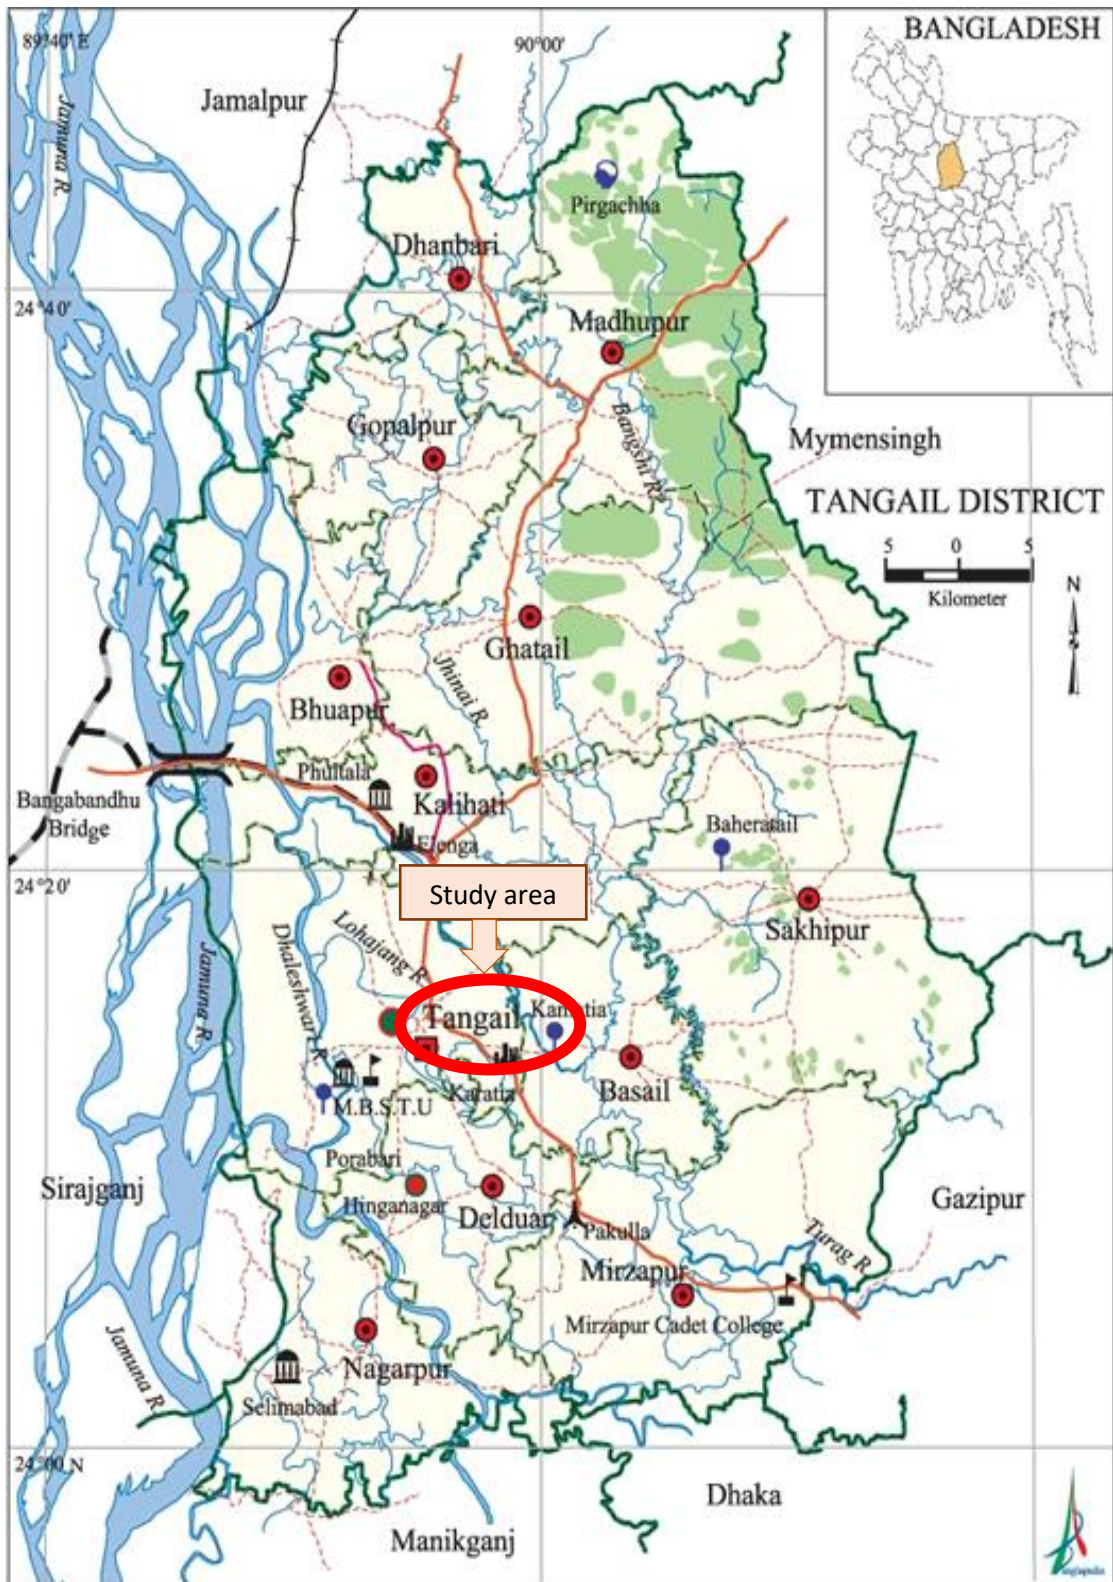 89°40' E
90°00'
BANGLADESH
Jamalpur
Jamuna R.
Pirgachha
Dhanbari
24°40'
Madhupur
Gopalpur
Bangshi R.
Mymensingh
TANGAIL DISTRICT
5 0 5
Kilometer
N
Ghatail
Jhinai R.
Bhuapur
Phultala
Kalihati
Bangabandhu
Bridge
Elenga
Baheratail
24°20'
Study area
Sakhipur
Lohajang R.
Dhaleshwari R.
Jamuna R.
Tangail
Basail
Karatia
M.B.S.T.U
Porabari
Sirajganj
Hinganagar
Delduar
Gazipur
Pakulla
Turag R.
Mirzapur
Mirzapur Cadet College
Jamuna R.
Nagarpur
Selimabad
24°00 N
Dhaka
Manikganj